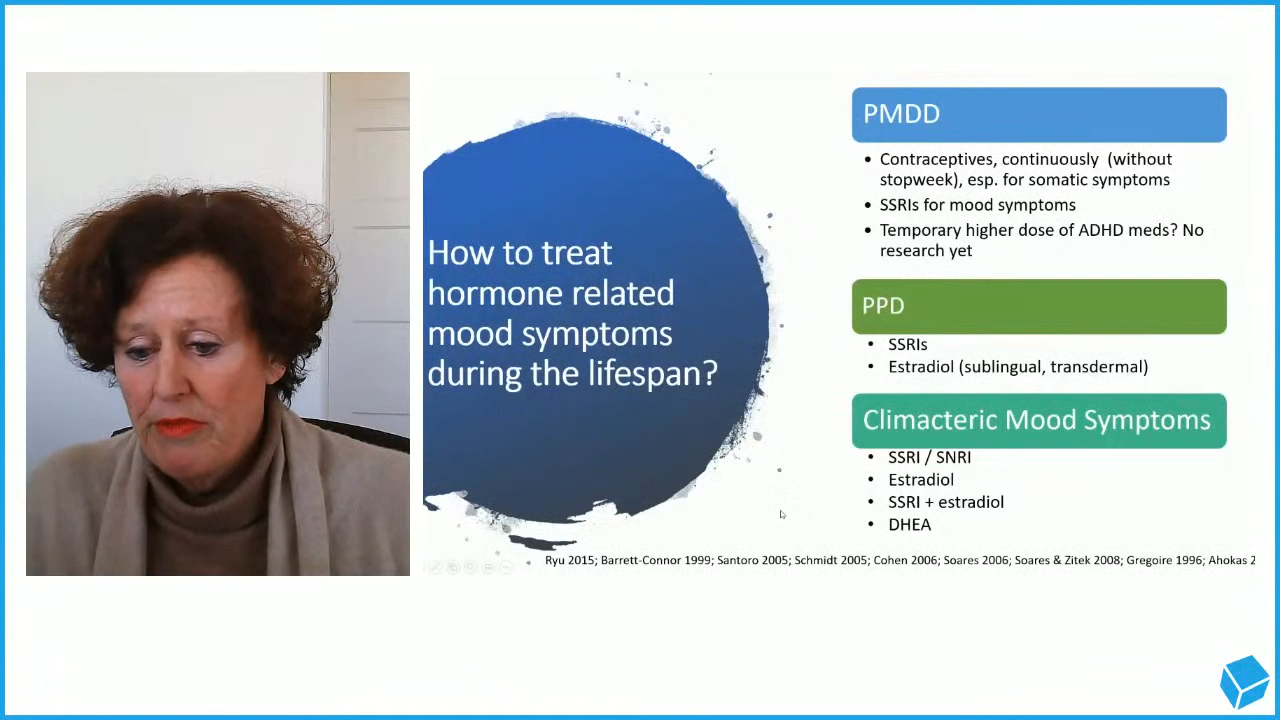 How to treat
hormone related
mood symptoms
during the lifespan?
PMDD
• Contraceptives, continuously (without
stopweek), esp. for somatic symptoms
• SSRIs for mood symptoms
• Temporary higher dose of ADHD meds? No
research yet
PPD
• SSRIs
• Estradiol (sublingual, transdermal)
Climacteric Mood Symptoms
• SSRI / SNRI
• Estradiol
• SSRI + estradiol
• DHEA
Ryu 2015; Barrett-Connor 1999; Santoro 2005; Schmidt 2005; Cohen 2006; Soares 2006; Soares & Zitek 2008; Gregoire 1996; Ahokas 2